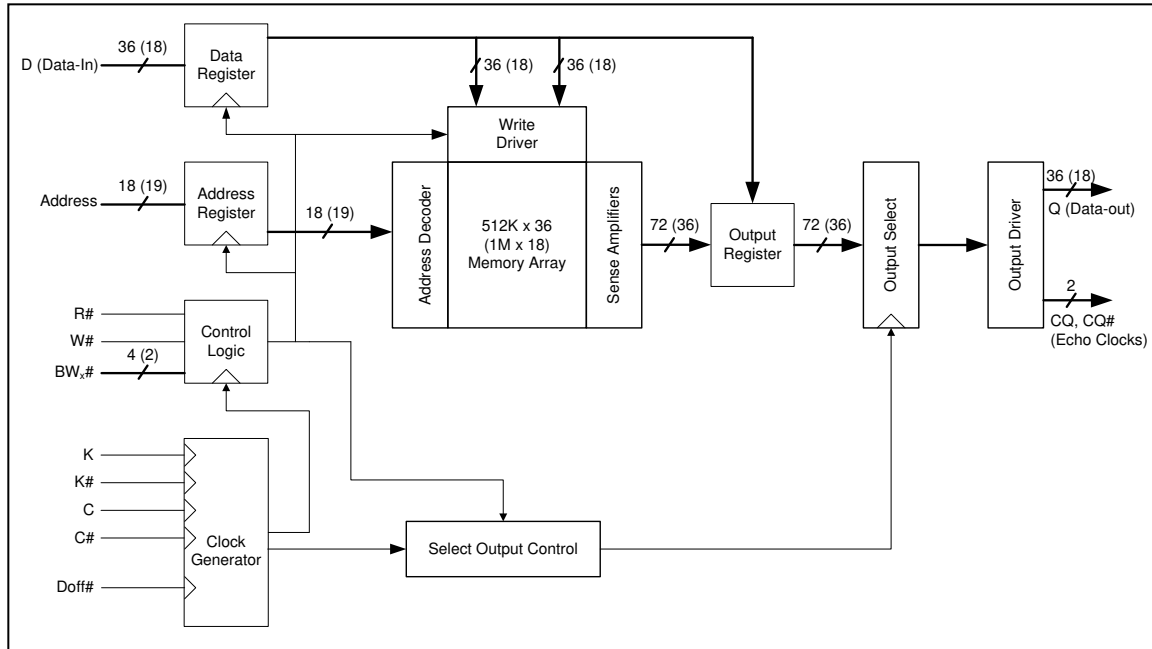 D (Data-In)
36 (18)
Data
Register
36 (18)
36 (18)
Write
Driver
Address
18 (19)
Address
Register
18 (19)
Address Decoder
512K x 36
(1M x 18)
Memory Array
Sense Amplifiers
72 (36)
Output
Register
72 (36)
Output Select
Output Driver
36 (18)
Q (Data-out)
2
CQ, CQ#
(Echo Clocks)
R#
W#
4 (2)
BWx#
Control
Logic
K
K#
C
C#
Doff#
Clock
Generator
Select Output Control